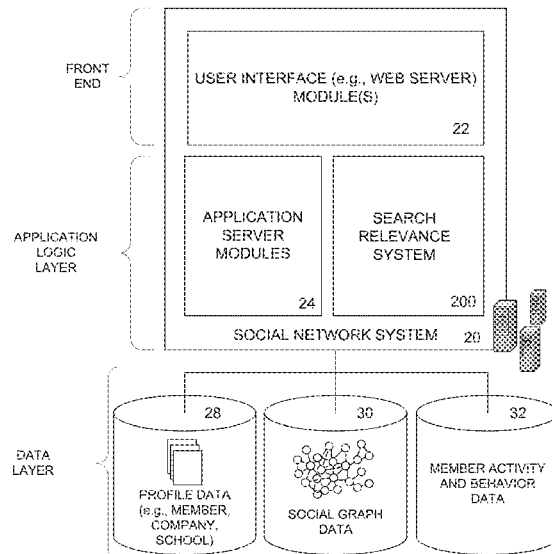 FRONT
END
USER INTERFACE (e.g., WEB SERVER)
MODULE(S)
22
APPLICATION
LOGIC
LAYER
APPLICATION
SERVER
MODULES
24
SEARCH
RELEVANCE
SYSTEM
200
SOCIAL NETWORK SYSTEM
20
DATA
LAYER
28
PROFILE DATA
(e.g., MEMBER,
COMPANY,
SCHOOL)
30
SOCIAL GRAPH
DATA
32
MEMBER ACTIVITY
AND BEHAVIOR
DATA